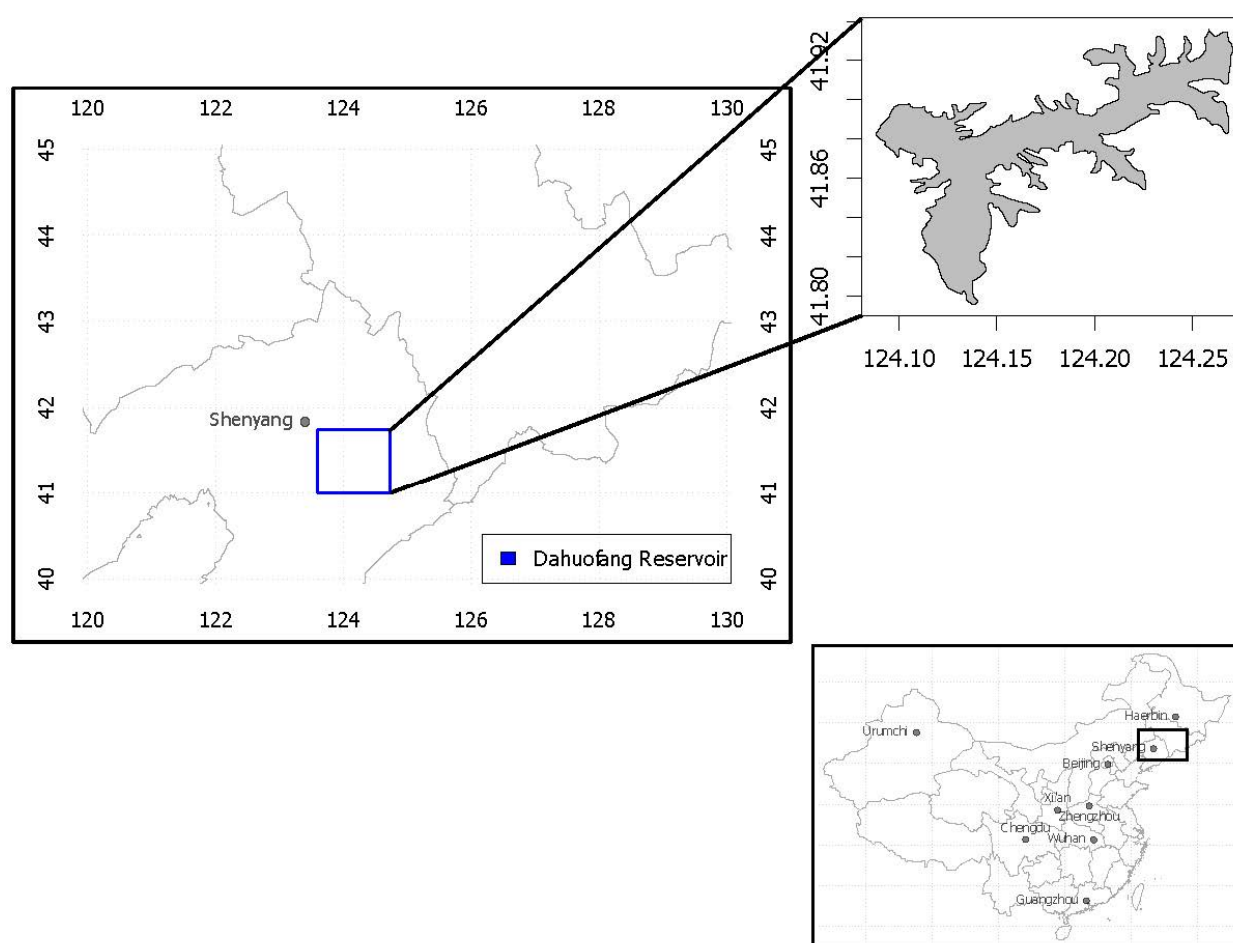 120 122 124 126 128 130
45 45
44 44
43 43
42 42
Shenyang
41 41
Dahuofang Reservoir
40 40
120 122 124 126 128 130
41.92
41.86
41.80
124.10 124.15 124.20 124.25
Haerbin
Urumchi
Shenyang
Beijing
Xi'an
Zhengzhou
Chengdu
Wuhan
Guangzhou